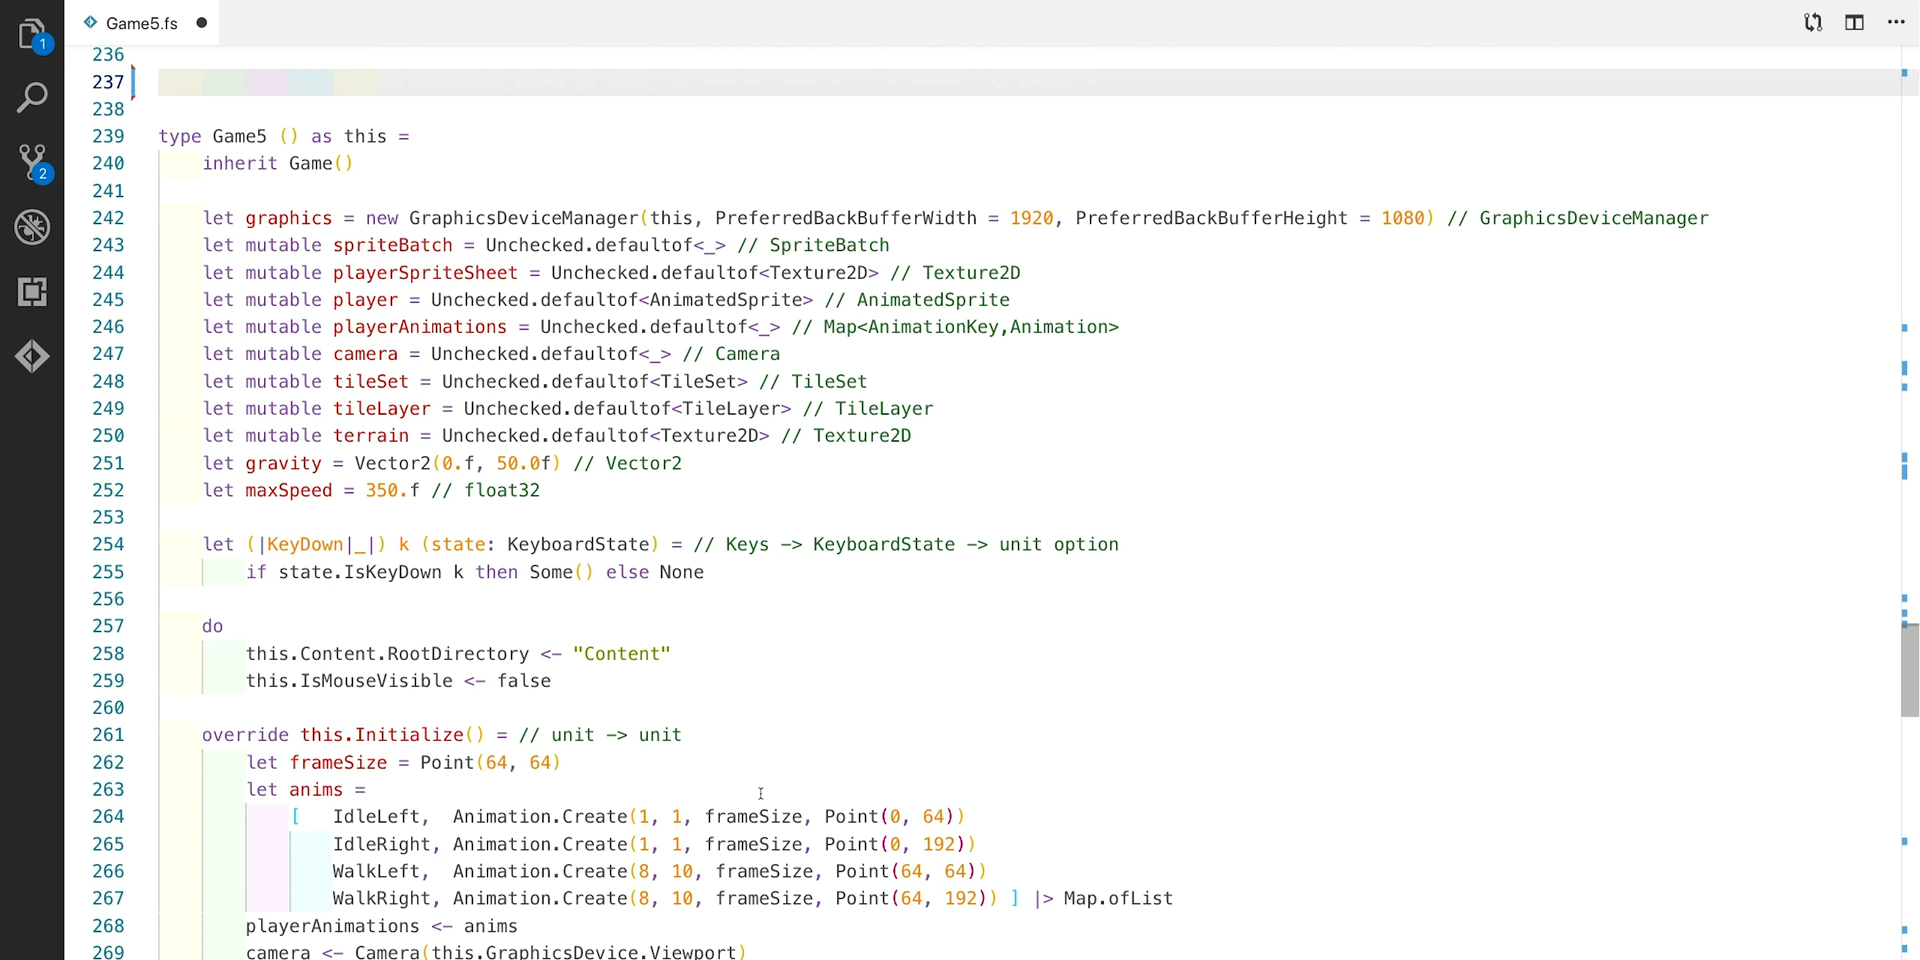 Game5.fs
1
2
236
237
238
239 type Game5 () as this =
240 inherit Game()
241
242 let graphics = new GraphicsDeviceManager(this, PreferredBackBufferWidth = 1920, PreferredBackBufferHeight = 1080) // GraphicsDeviceManager
243 let mutable spriteBatch = Unchecked.defaultof<_> // SpriteBatch
244 let mutable playerSpriteSheet = Unchecked.defaultof<Texture2D> // Texture2D
245 let mutable player = Unchecked.defaultof<AnimatedSprite> // AnimatedSprite
246 let mutable playerAnimations = Unchecked.defaultof<_> // Map<AnimationKey,Animation>
247 let mutable camera = Unchecked.defaultof<_> // Camera
248 let mutable tileSet = Unchecked.defaultof<TileSet> // TileSet
249 let mutable tileLayer = Unchecked.defaultof<TileLayer> // TileLayer
250 let mutable terrain = Unchecked.defaultof<Texture2D> // Texture2D
251 let gravity = Vector2(0.f, 50.0f) // Vector2
252 let maxSpeed = 350.f // float32
253
254 let (|KeyDown|_|) k (state: KeyboardState) = // Keys -> KeyboardState -> unit option
255 if state.IsKeyDown k then Some() else None
256
257 do
258 this.Content.RootDirectory <- "Content"
259 this.IsMouseVisible <- false
260
261 override this.Initialize() = // unit -> unit
262 let frameSize = Point(64, 64)
263 let anims =
264 [ IdleLeft, Animation.Create(1, 1, frameSize, Point(0, 64))
265 IdleRight, Animation.Create(1, 1, frameSize, Point(0, 192))
266 WalkLeft, Animation.Create(8, 10, frameSize, Point(64, 64))
267 WalkRight, Animation.Create(8, 10, frameSize, Point(64, 192)) ] |> Map.ofList
268 playerAnimations <- anims
269 camera <- Camera(this.GraphicsDevice.Viewport)